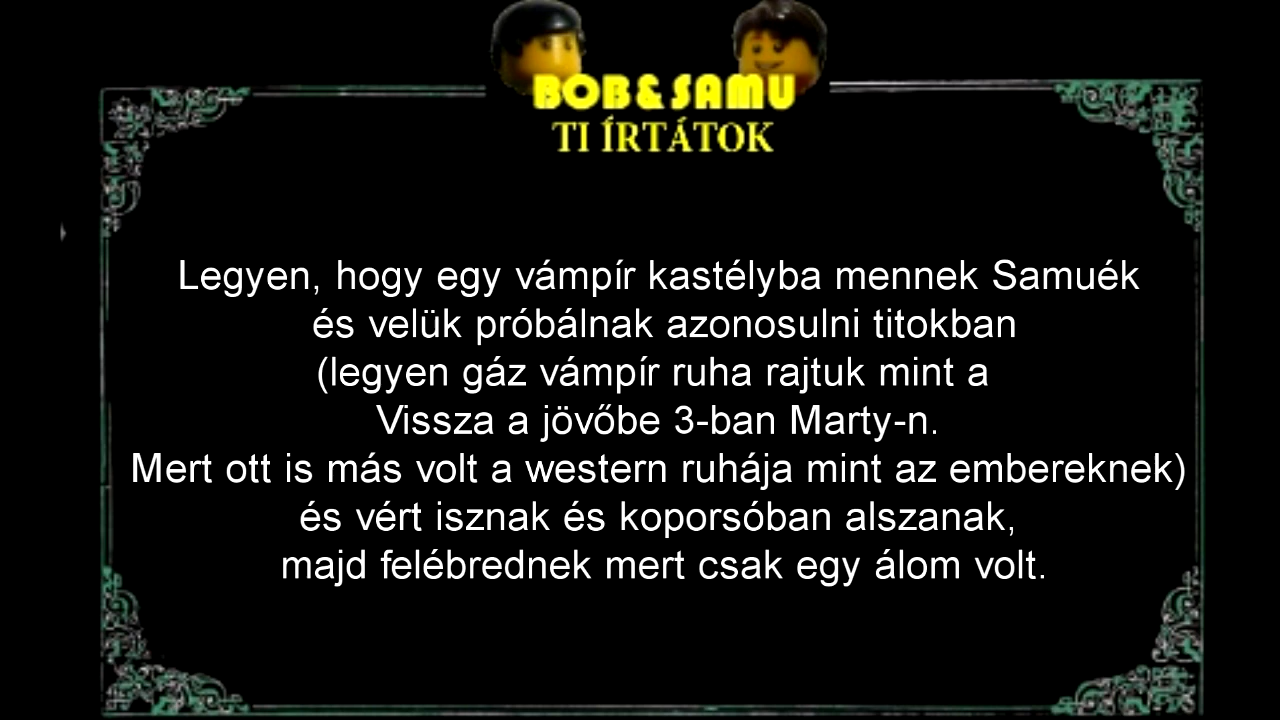 BOB & SAMU
TI ÍRTÁTOK
Legyen, hogy egy vámpír kastélyba mennek Samuék
és velük próbálnak azonosulni titokban
(legyen gáz vámpír ruha rajtuk mint a
Vissza a jövőbe 3-ban Marty-n.
Mert ott is más volt a western ruhája mint az embereknek)
és vért isznak és koporsóban alszanak,
majd felébrednek mert csak egy álom volt.